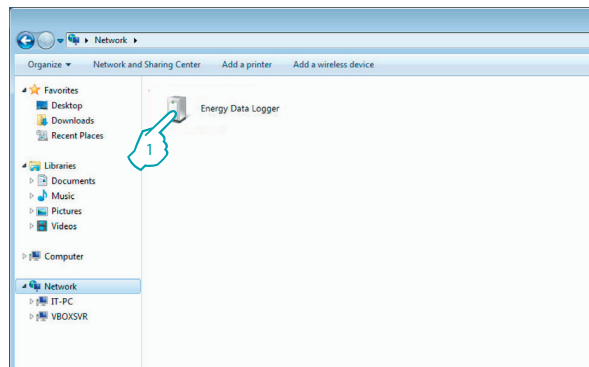 Network
Organize Network and Sharing Center Add a printer Add a wireless device
Favorites
Desktop
Downloads
Recent Places
Libraries
Documents
Music
Pictures
Videos
Computer
Network
IT-PC
VBOXSVR
Energy Data Logger
1